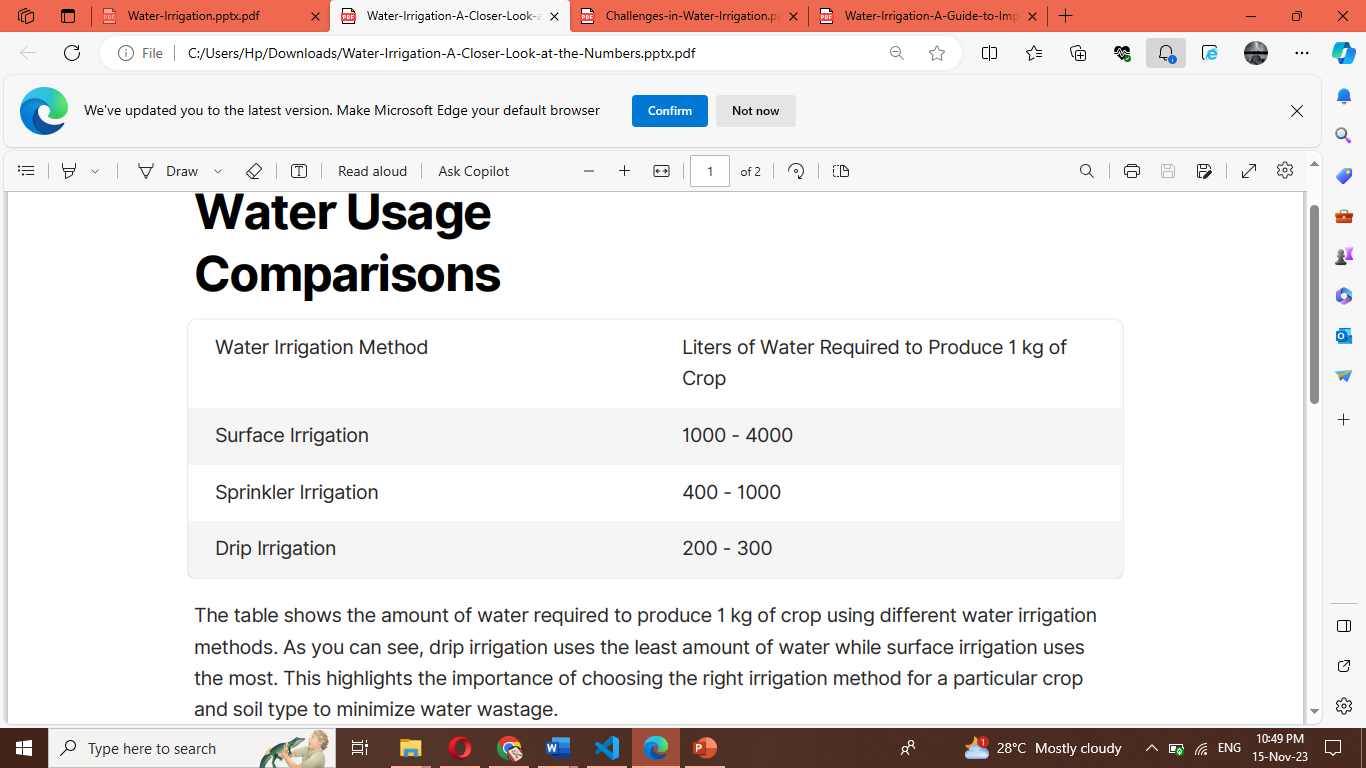 Water-Irrigation.pptx.pdf
Water-Irrigation-A-Closer-Look-a
Challenges-in-Water-Irrigation.p
Water-Irrigation-A-Guide-to-Imp
File
C:/Users/Hp/Downloads/Water-Irrigation-A-Closer-Look-at-the-Numbers.pptx.pdf
We've updated you to the latest version. Make Microsoft Edge your default browser
Confirm
Not now
Draw
Read aloud
Ask Copilot
1 of 2
Water Usage
Comparisons
Water Irrigation Method Liters of Water Required to Produce 1 kg of
Crop
Surface Irrigation 1000 - 4000
Sprinkler Irrigation 400 - 1000
Drip Irrigation 200 - 300
The table shows the amount of water required to produce 1 kg of crop using different water irrigation
methods. As you can see, drip irrigation uses the least amount of water while surface irrigation uses
the most. This highlights the importance of choosing the right irrigation method for a particular crop
and soil type to minimize water wastage.
Type here to search
1
28°C Mostly cloudy
ENG
10:49 PM
15-Nov-23